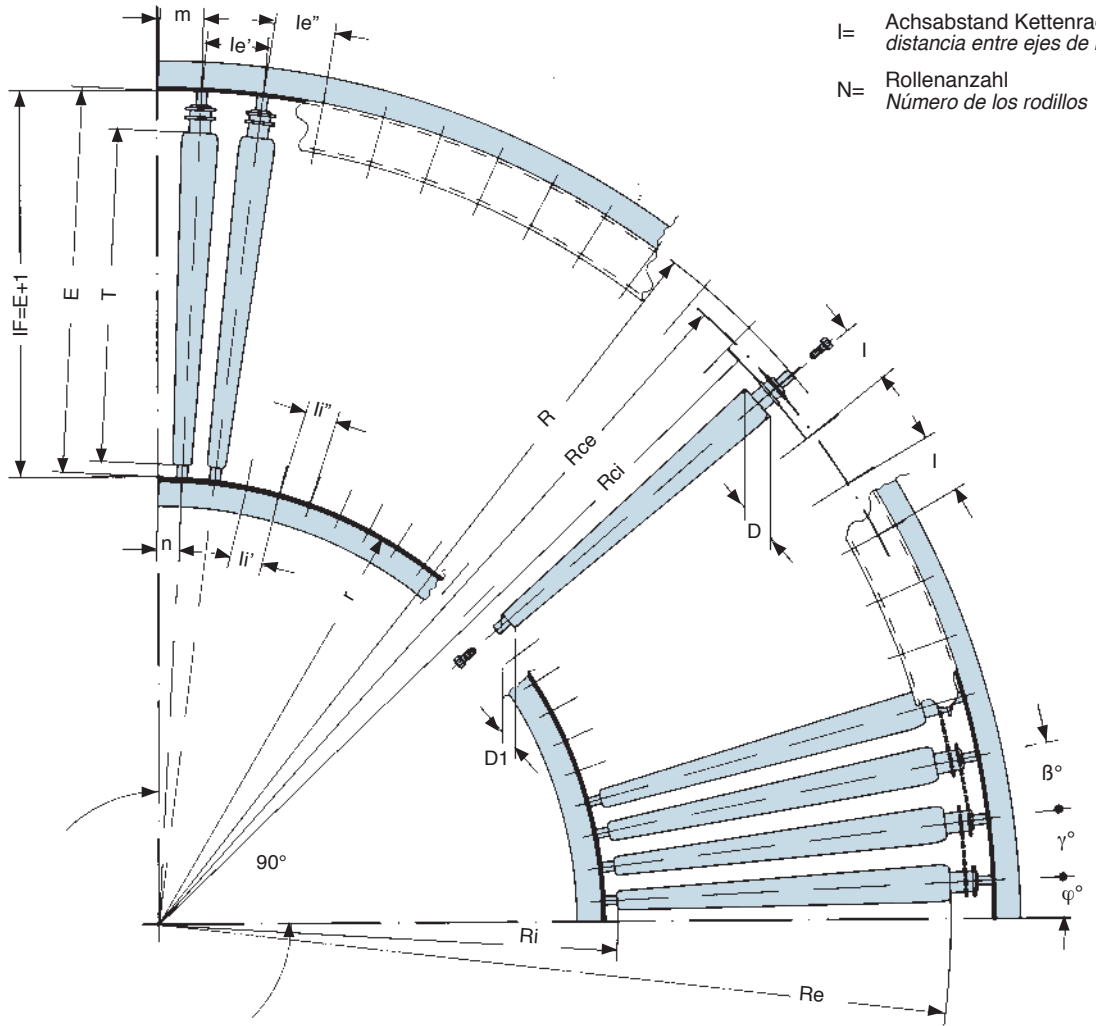 m
le"
le'
I= Achsabstand
distancia entre ejes de
N= Rollenanzahl
Número de los rodillos
IF=E+1
E
T
I
R
Rce
Rci
li"
n
li'
r
D
I
D1
ß°
γ°
φ°
90°
Ri
Re